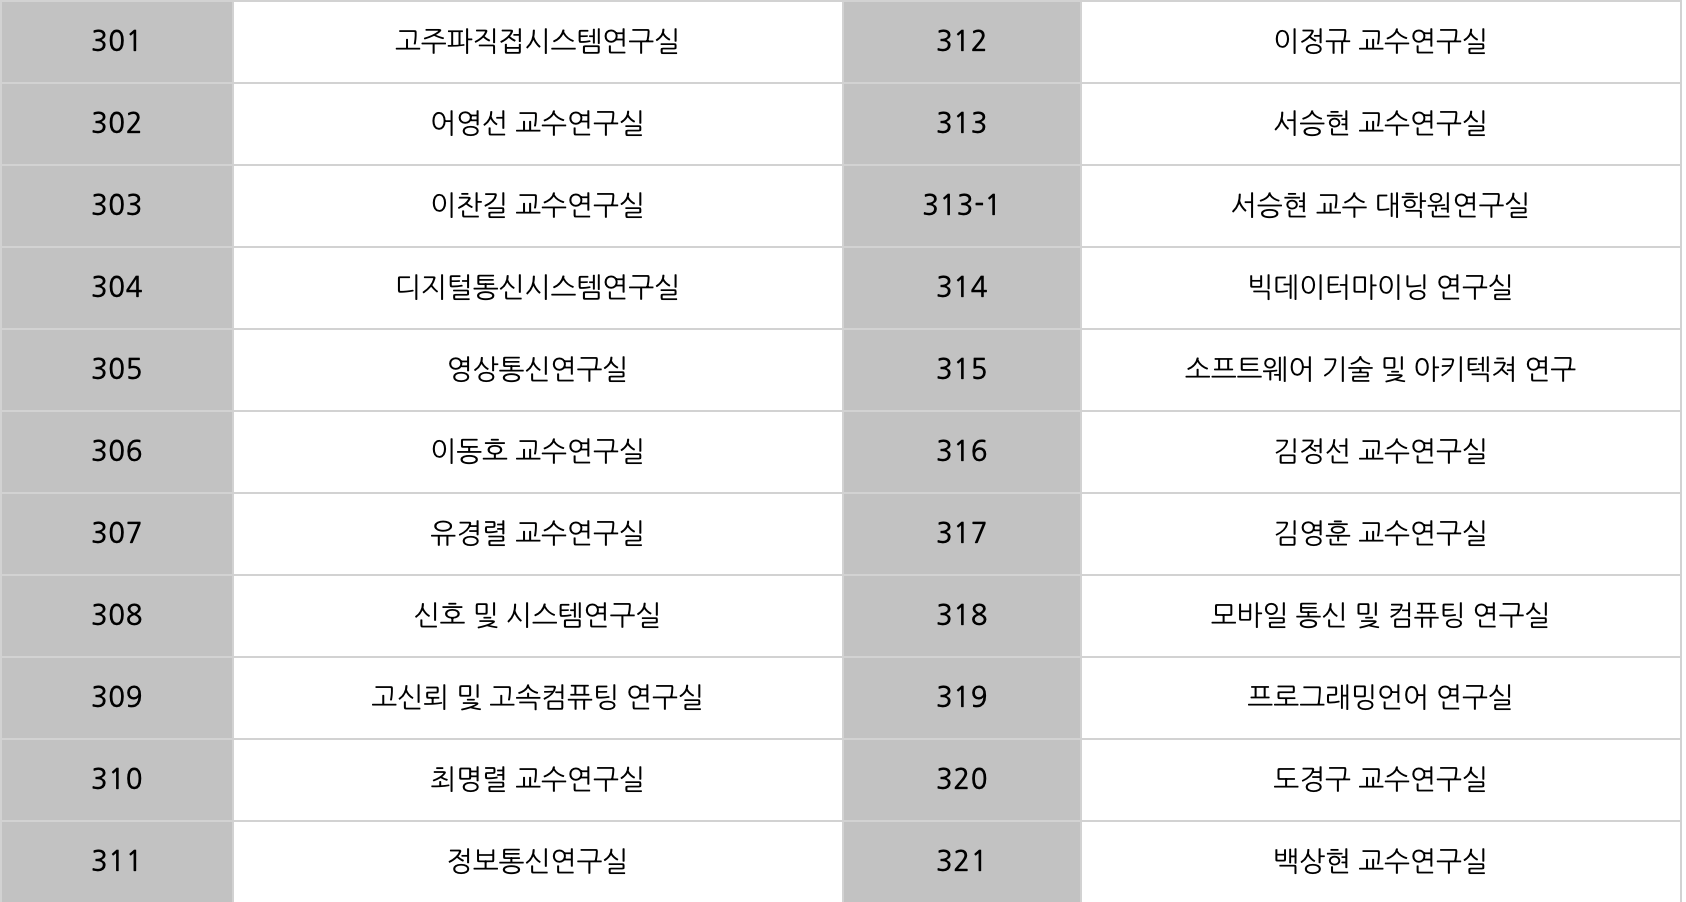 301 고주파직접시스템연구실 312 이정규 교수연구실
302 어영선 교수연구실 313 서승현 교수연구실
303 이찬길 교수연구실 313-1 서승현 교수 대학원연구실
304 디지털통신시스템연구실 314 빅데이터마이닝 연구실
305 영상통신연구실 315 소프트웨어 기술 및 아키텍쳐 연구
306 이동호 교수연구실 316 김정선 교수연구실
307 유경렬 교수연구실 317 김영훈 교수연구실
308 신호 및 시스템연구실 318 모바일 통신 및 컴퓨팅 연구실
309 고신뢰 및 고속컴퓨팅 연구실 319 프로그래밍언어 연구실
310 최명렬 교수연구실 320 도경구 교수연구실
311 정보통신연구실 321 백상현 교수연구실